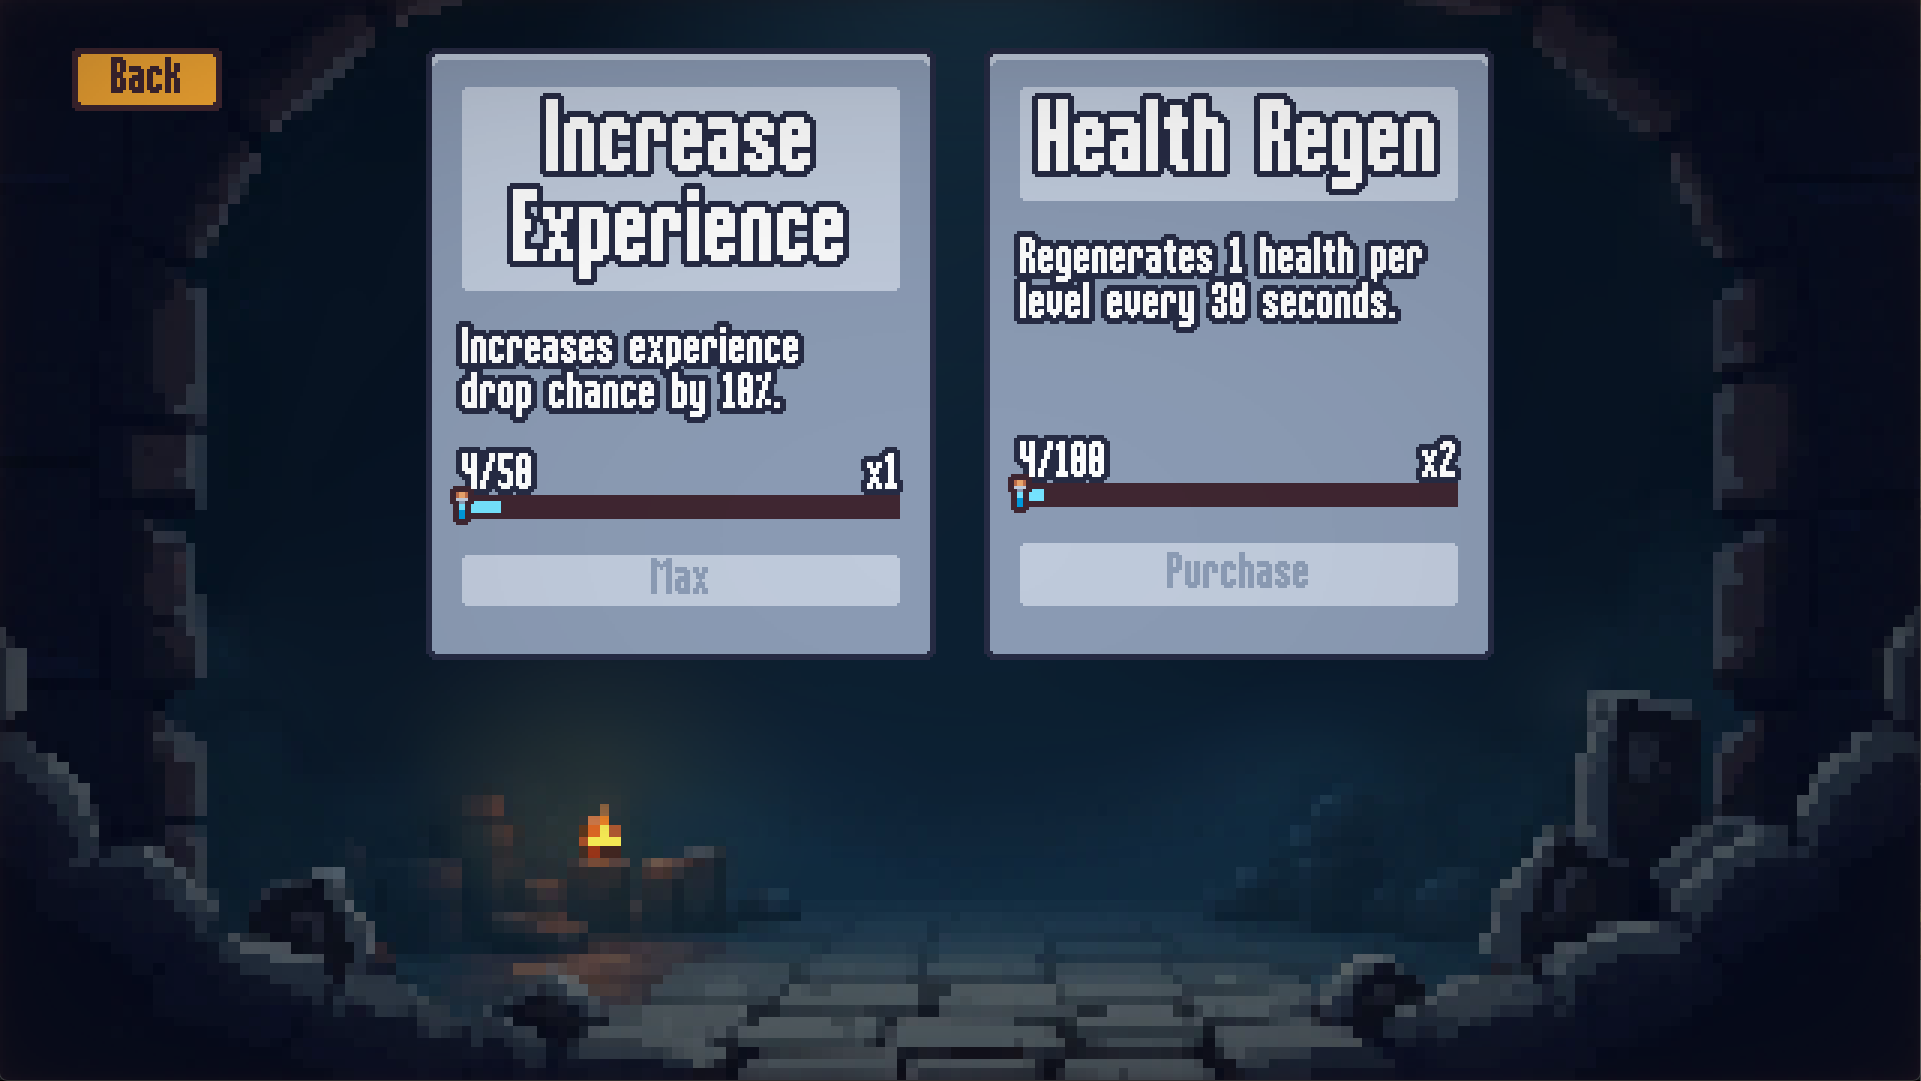 Back
Increase
Experience
Increases experience
drop chance by 10%.
4/50
x1
Max
Health Regen
Regenerates 1 health per
level every 30 seconds.
4/100
x2
Purchase